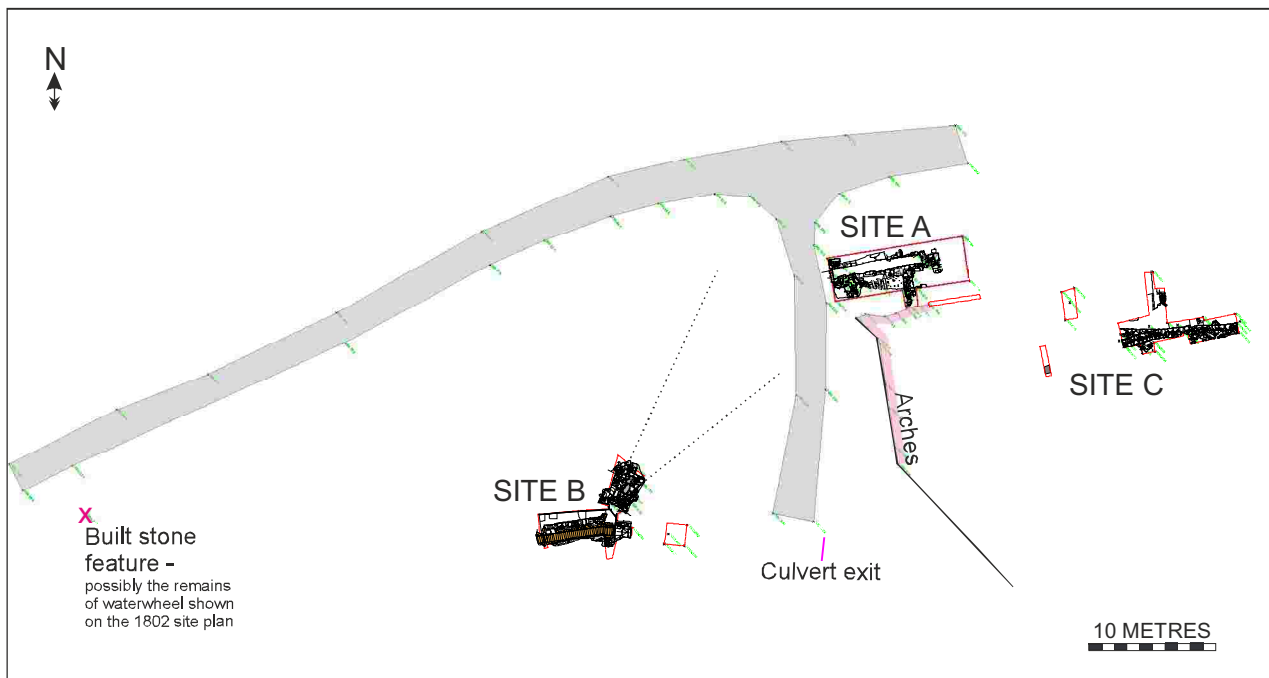 N
SITE A
SITE C
Arches
SITE B
X
Built stone
feature -
possibly the remains
of waterwheel shown
on the 1802 site plan
Culvert exit
10 METRES